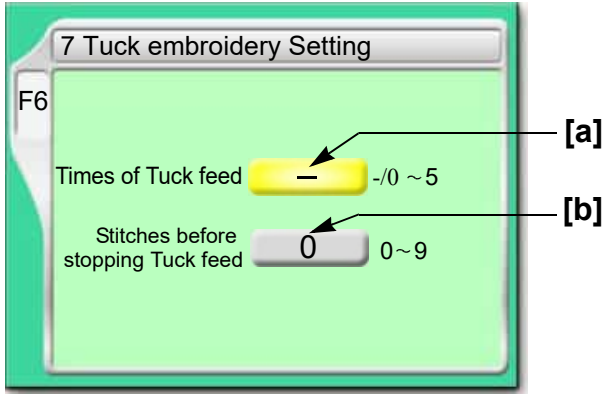 7 Tuck embroidery Setting
F6
[a]
Times of Tuck feed – -/0 ~5
[b]
Stitches before
stopping Tuck feed 0 0~9